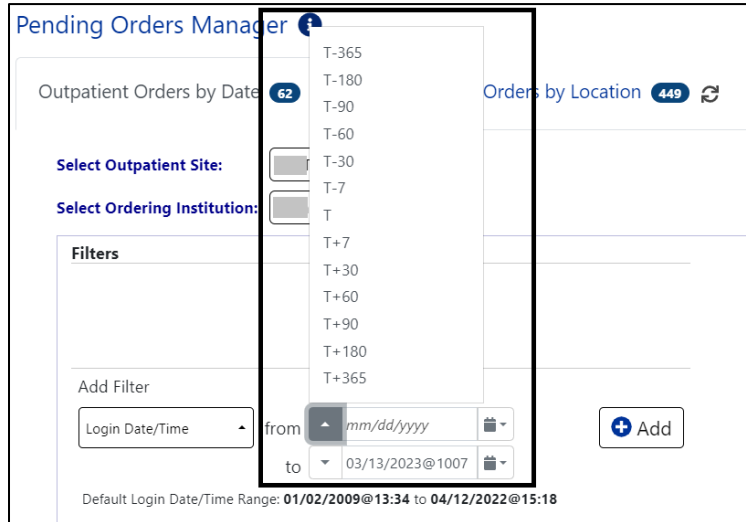 Pending Orders Manager
T-365
T-180
T-90
T-60
T-30
T-7
T
T+7
T+30
T+60
T+90
T+180
T+365
Outpatient Orders by Date 62
Orders by Location 449
Select Outpatient Site:
Select Ordering Institution:
Filters
Add Filter
Login Date/Time
from mm/dd/yyyy
Add
to 03/13/2023@1007
Default Login Date/Time Range: 01/02/2009@13:34 to 04/12/2022@15:18